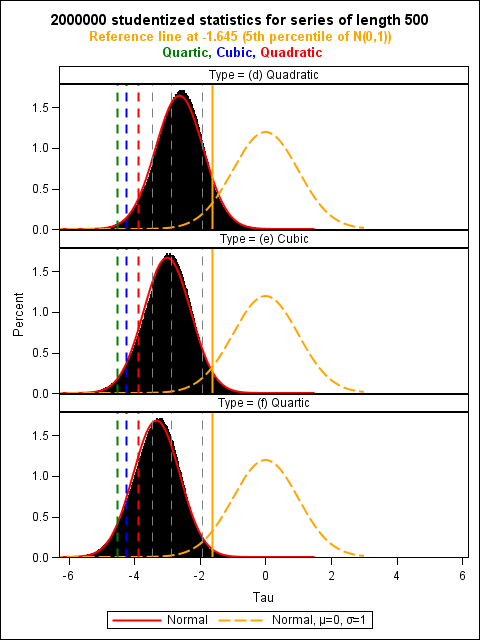 2000000 studentized statistics for series of length 500
Reference line at -1.645 (5th percentile of N(0,1))
Quartic, Cubic, Quadratic
Type = (d) Quadratic
1.5
1.0
0.5
0.0
Type = (e) Cubic
1.5
1.0
0.5
0.0
Percent
Type = (f) Quartic
1.5
1.0
0.5
0.0
-6 -4 -2 0 2 4 6
Tau
Normal Normal, μ=0, σ=1